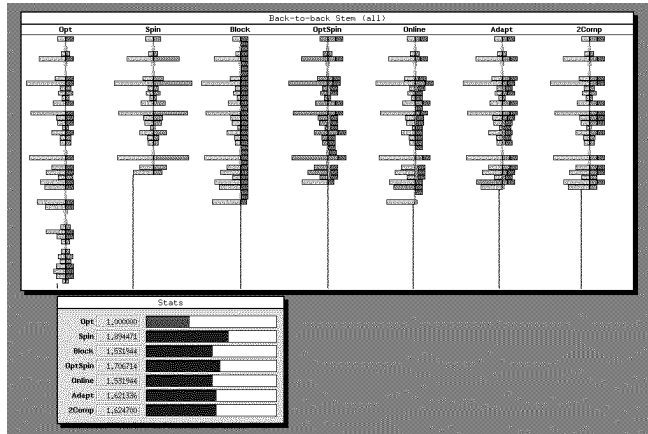 Back-to-back Stem (all)
Opt Spin Block OptSpin Online Adapt 2Comp
Stats
Opt 1.000000
Spin 1.894471
Block 1.531944
OptSpin 1.706714
Online 1.531944
Adapt 1.621336
2Comp 1.624700